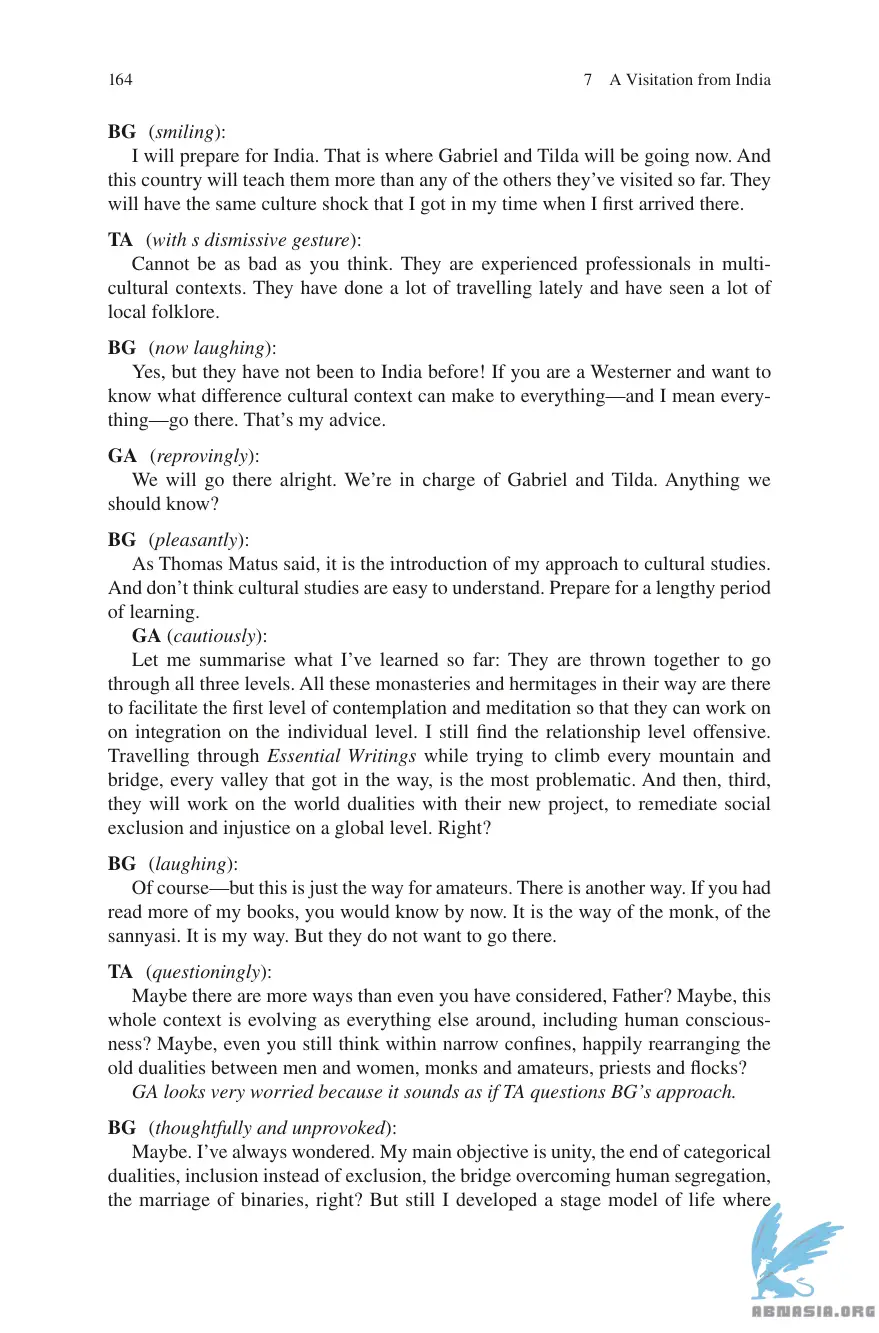 164 7 A Visitation from India
BG (smiling):
I will prepare for India. That is where Gabriel and Tilda will be going now. And
this country will teach them more than any of the others they’ve visited so far. They
will have the same culture shock that I got in my time when I first arrived there.
TA (with s dismissive gesture):
Cannot be as bad as you think. They are experienced professionals in multi-
cultural contexts. They have done a lot of travelling lately and have seen a lot of
local folklore.
BG (now laughing):
Yes, but they have not been to India before! If you are a Westerner and want to
know what difference cultural context can make to everything—and I mean every-
thing—go there. That’s my advice.
GA (reprovingly):
We will go there alright. We’re in charge of Gabriel and Tilda. Anything we
should know?
BG (pleasantly):
As Thomas Matus said, it is the introduction of my approach to cultural studies.
And don’t think cultural studies are easy to understand. Prepare for a lengthy period
of learning.
GA (cautiously):
Let me summarise what I’ve learned so far: They are thrown together to go
through all three levels. All these monasteries and hermitages in their way are there
to facilitate the first level of contemplation and meditation so that they can work on
on integration on the individual level. I still find the relationship level offensive.
Travelling through Essential Writings while trying to climb every mountain and
bridge, every valley that got in the way, is the most problematic. And then, third,
they will work on the world dualities with their new project, to remediate social
exclusion and injustice on a global level. Right?
BG (laughing):
Of course—but this is just the way for amateurs. There is another way. If you had
read more of my books, you would know by now. It is the way of the monk, of the
sannyasi. It is my way. But they do not want to go there.
TA (questioningly):
Maybe there are more ways than even you have considered, Father? Maybe, this
whole context is evolving as everything else around, including human conscious-
ness? Maybe, even you still think within narrow confines, happily rearranging the
old dualities between men and women, monks and amateurs, priests and flocks?
GA looks very worried because it sounds as if TA questions BG’s approach.
BG (thoughtfully and unprovoked):
Maybe. I’ve always wondered. My main objective is unity, the end of categorical
dualities, inclusion instead of exclusion, the bridge overcoming human segregation,
the marriage of binaries, right? But still I developed a stage model of life where
ABNASIA.ORG